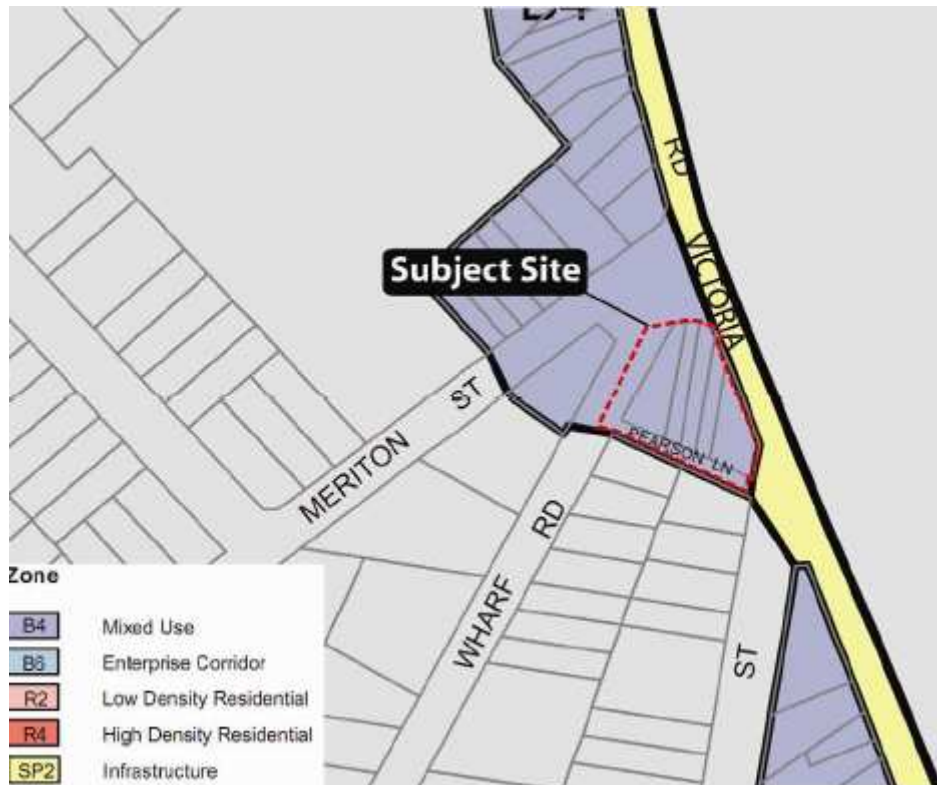 B4
RD
VICTORIA
Subject Site
ST
MERITON
PEARSON LN
RD
WHARF
ST
Zone
B4 Mixed Use
B6 Enterprise Corridor
R2 Low Density Residential
R4 High Density Residential
SP2 Infrastructure